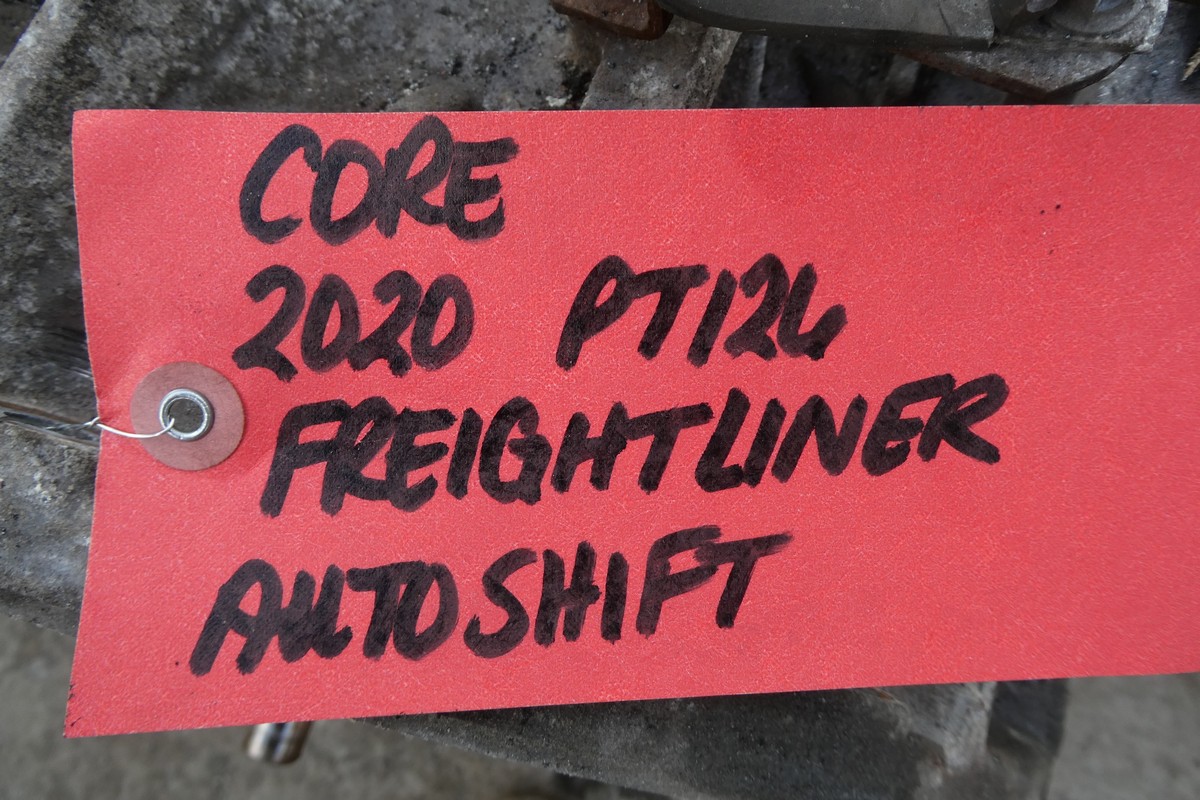 CORE
2020 PT126
FREIGHTLINER
AUTOSHIFT